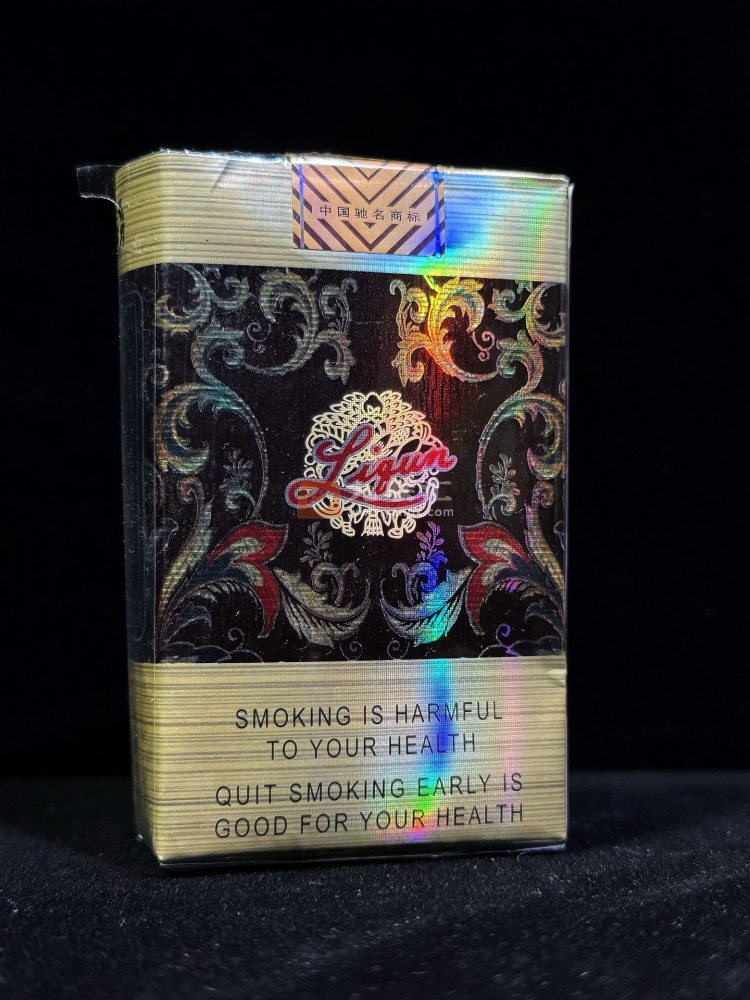 中国驰名商标
Liqun
SMOKING IS HARMFUL
TO YOUR HEALTH
QUIT SMOKING EARLY IS
GOOD FOR YOUR HEALTH